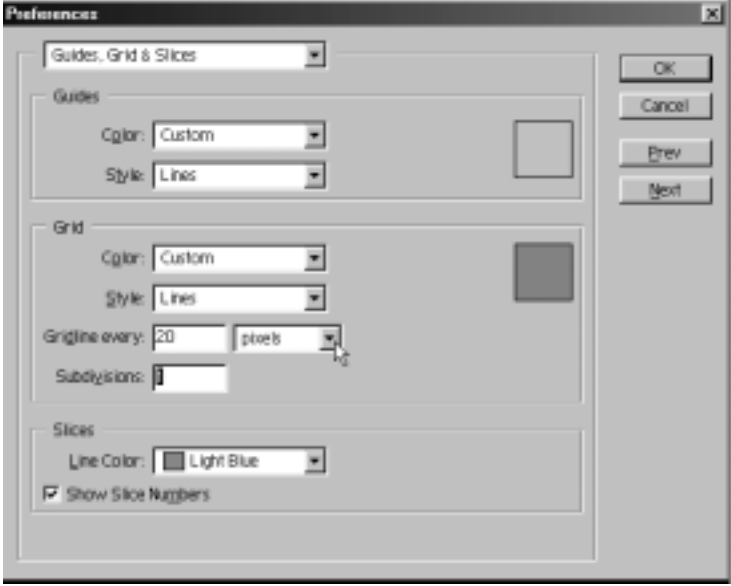 Preferences
Guides, Grid & Slices
OK
Cancel
Prev
Next
Guides
Color: Custom
Style: Lines
Grid
Color: Custom
Style: Lines
Gridline every: 20 pixels
Subdivisions: 1
Slices
Line Color: Light Blue
Show Slice Numbers